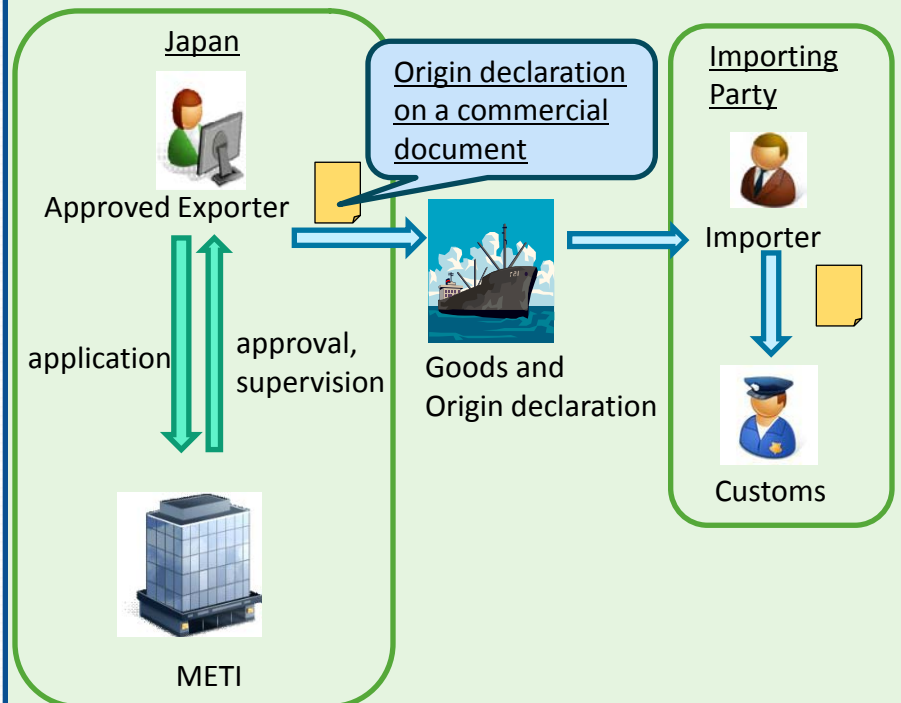 Japan
Approved Exporter
application
approval,
supervision
METI
Origin declaration
on a commercial
document
Goods and
Origin declaration
Importing
Party
Importer
Customs